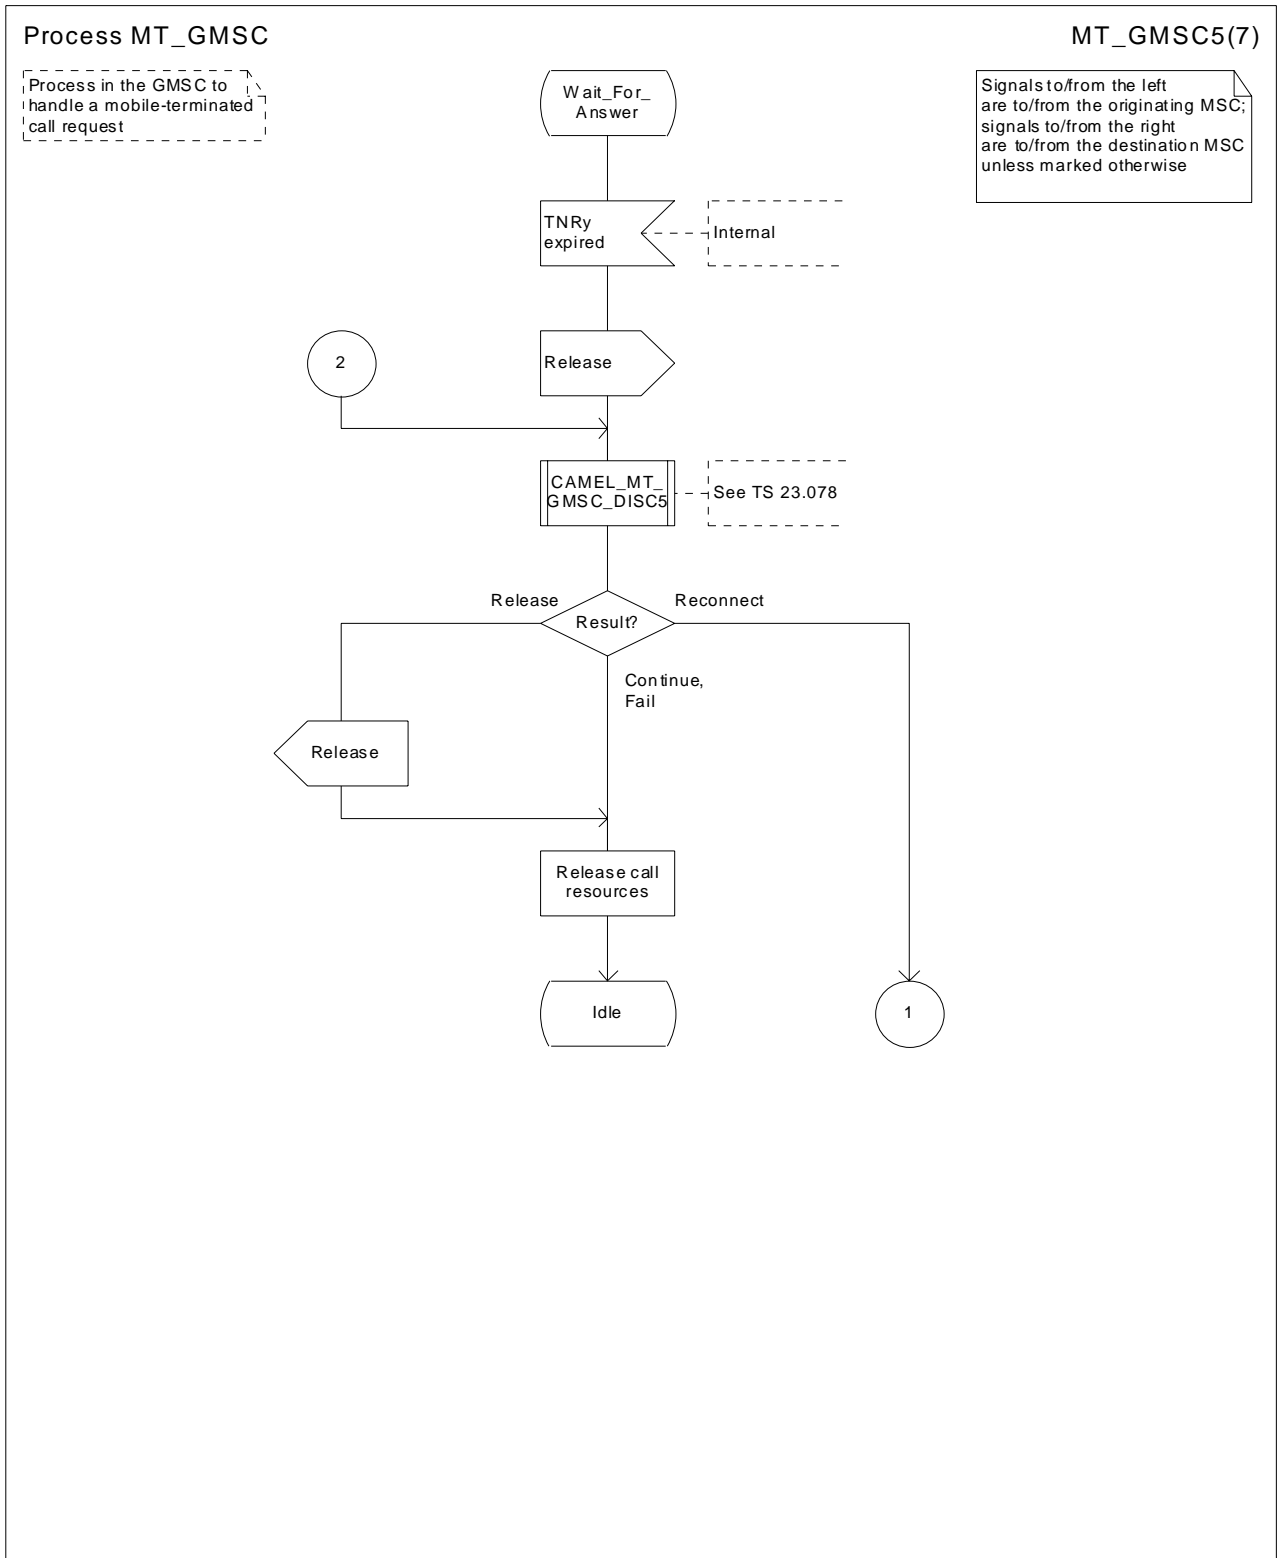 Process MT_GMSC
MT_GMSC5(7)
Process in the GMSC to
handle a mobile-terminated
call request
Signals to/from the left
are to/from the originating MSC;
signals to/from the right
are to/from the destination MSC
unless marked otherwise
Wait_For_
Answer
TNRy
expired
Internal
2
Release
CAMEL_MT_
GMSC_DISC5
See TS 23.078
Release
Result?
Reconnect
Continue,
Fail
Release
Release call
resources
Idle
1